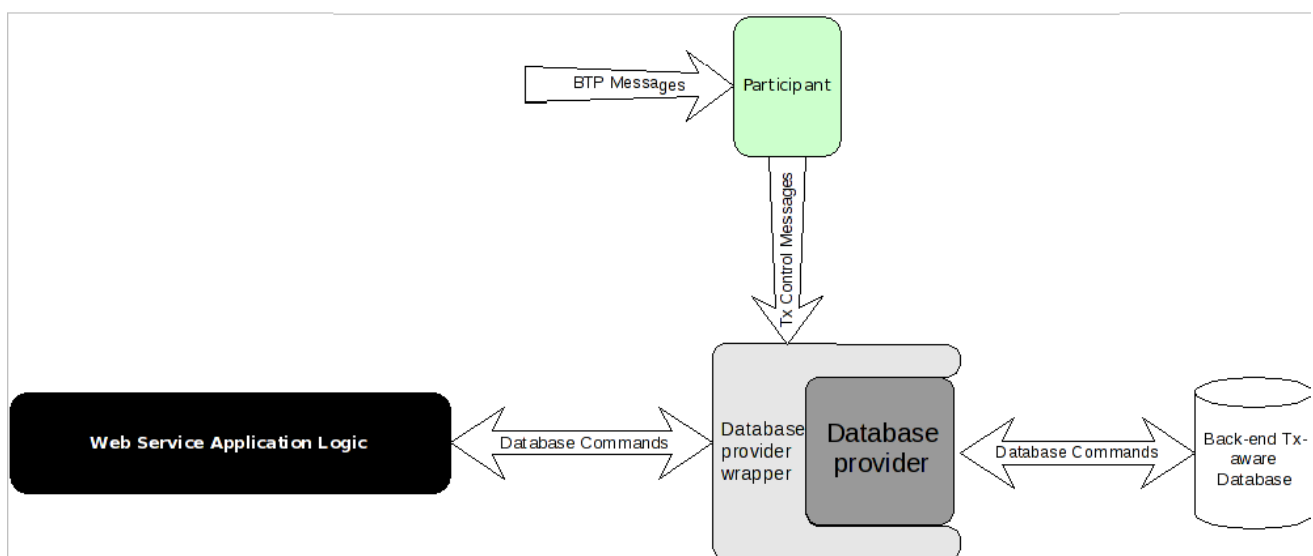 BTP Messages
Participant
Tx Control Messages
Web Service Application Logic
Database Commands
Database
provider
wrapper
Database
provider
Database Commands
Back-end Tx-
aware
Database